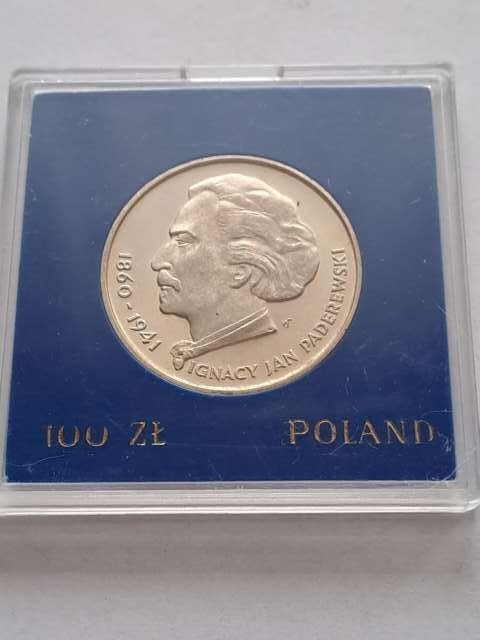 1860-1941
IGNACY JAN PADEREWSKI
100 ZŁ POLAND